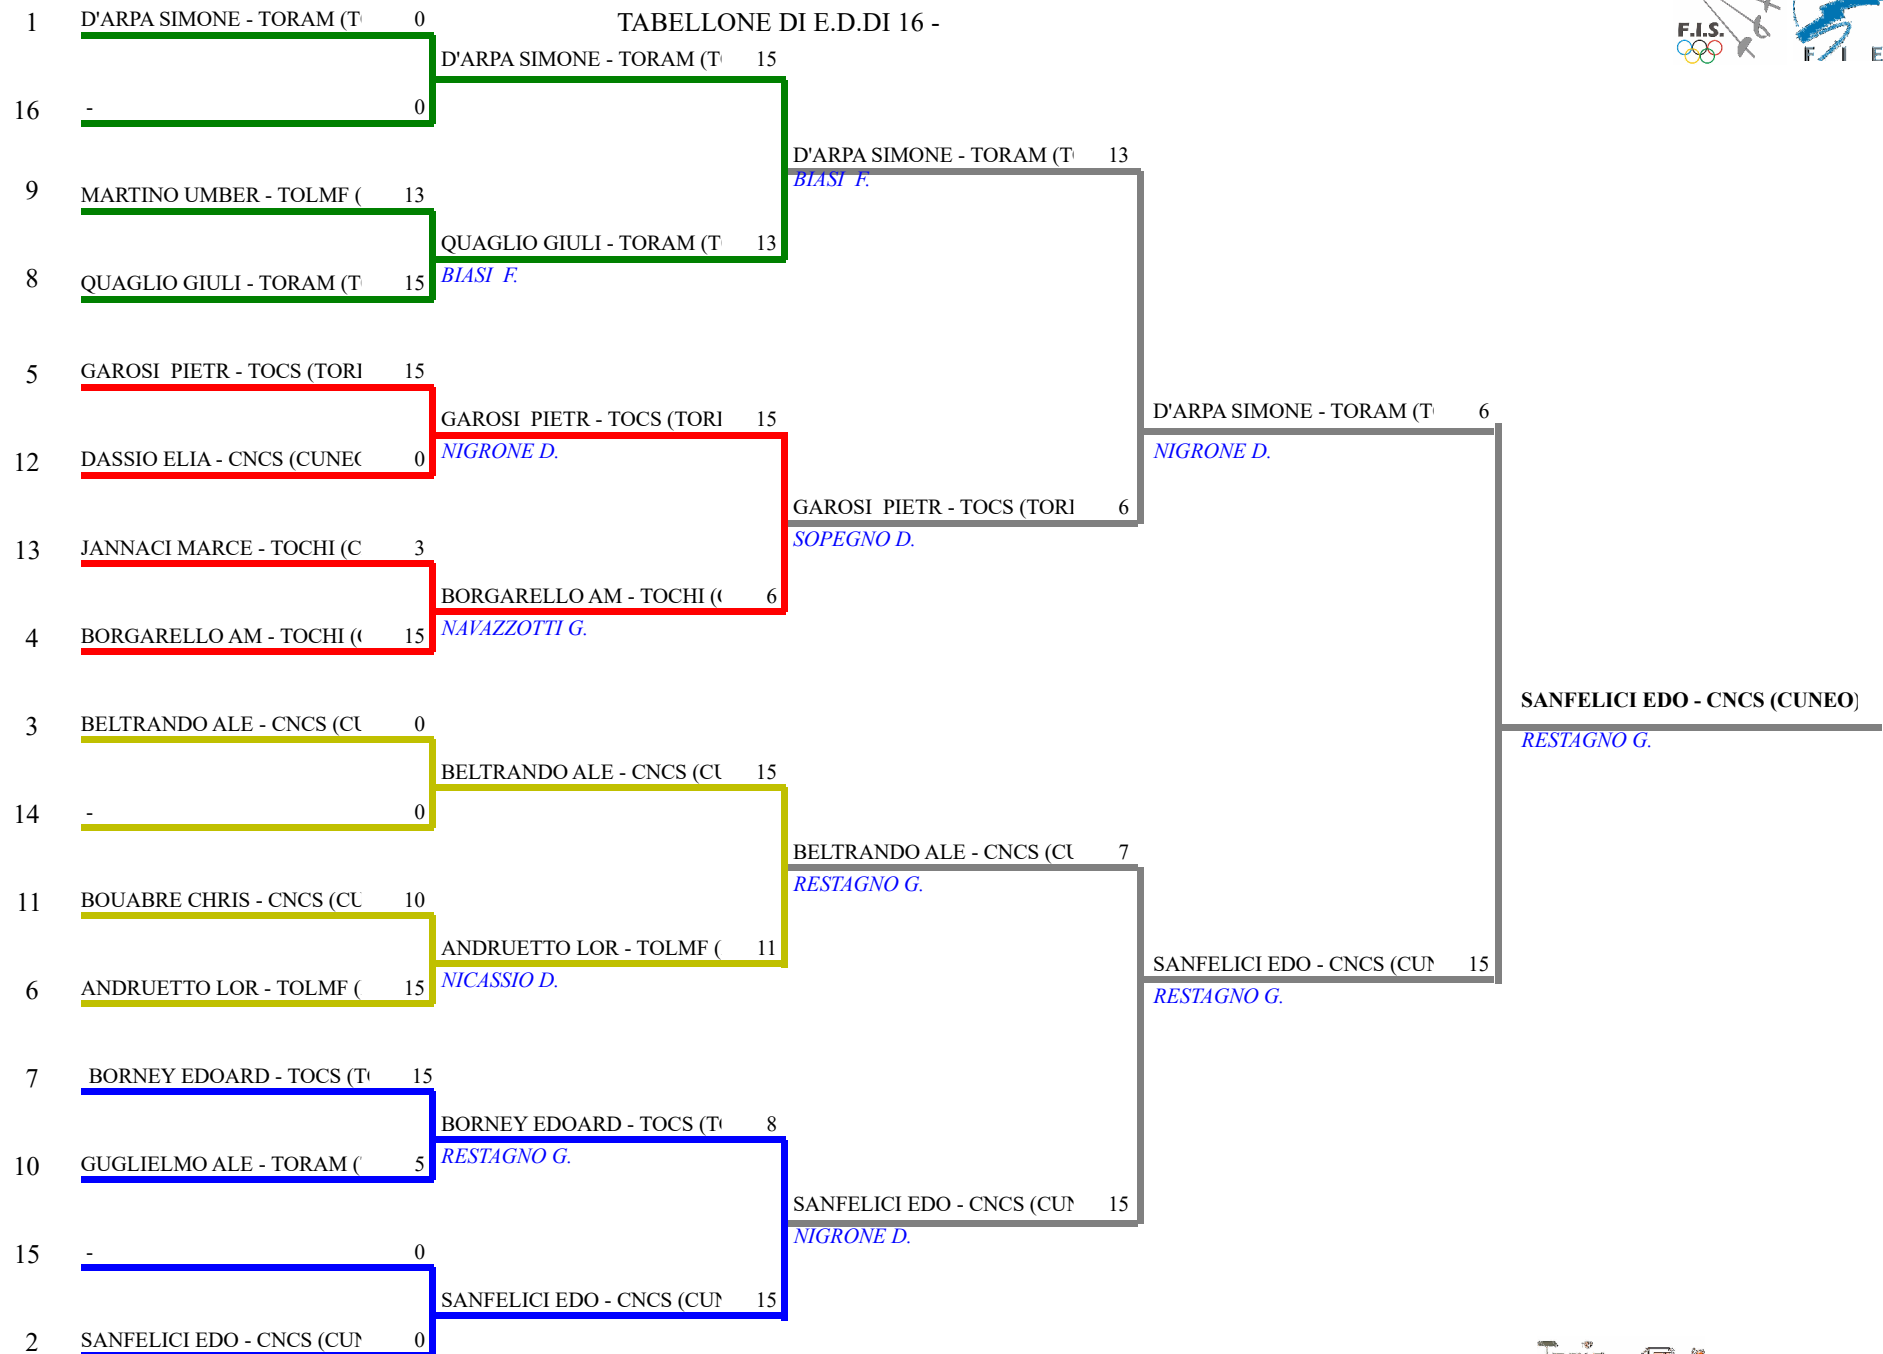 TABELLONE DI E.D.DI 16 -
F.I.S.
F I E
1 D'ARPA SIMONE - TORAM (T 0
D'ARPA SIMONE - TORAM (T 15
16 - 0
D'ARPA SIMONE - TORAM (T 13
BIASI F.
9 MARTINO UMBER - TOLMF ( 13
QUAGLIO GIULI - TORAM (T 13
BIASI F.
8 QUAGLIO GIULI - TORAM (T 15
5 GAROSI PIETR - TOCS (TORI 15
GAROSI PIETR - TOCS (TORI 15
NIGRONE D.
D'ARPA SIMONE - TORAM (T 6
NIGRONE D.
12 DASSIO ELIA - CNCS (CUNEO 0
GAROSI PIETR - TOCS (TORI 6
SOPEGNO D.
13 JANNACI MARCE - TOCHI (C 3
BORGARELLO AM - TOCHI (C 6
NAVAZZOTTI G.
4 BORGARELLO AM - TOCHI (C 15
SANFELICI EDO - CNCS (CUNEO)
RESTAGNO G.
3 BELTRANDO ALE - CNCS (CU 0
BELTRANDO ALE - CNCS (CU 15
14 - 0
BELTRANDO ALE - CNCS (CU 7
RESTAGNO G.
11 BOUABRE CHRIS - CNCS (CU 10
ANDRUETTO LOR - TOLMF ( 11
NICASSIO D.
SANFELICI EDO - CNCS (CUN 15
RESTAGNO G.
6 ANDRUETTO LOR - TOLMF ( 15
7 BORNEY EDOARD - TOCS (TO 15
BORNEY EDOARD - TOCS (TO 8
RESTAGNO G.
10 GUGLIELMO ALE - TORAM ( 5
SANFELICI EDO - CNCS (CUN 15
NIGRONE D.
15 - 0
SANFELICI EDO - CNCS (CUN 15
2 SANFELICI EDO - CNCS (CUN 0